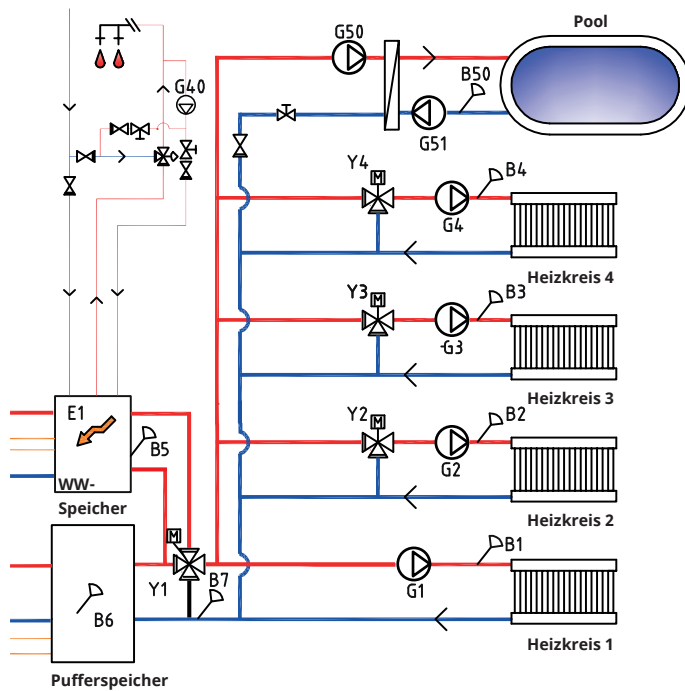 Pool
G50
B50
G40
G51
Y4
B4
G4
Heizkreis 4
Y3
B3
-G3
Heizkreis 3
M
M
M
E1
Y2
B2
B5
G2
WW-
Speicher
Heizkreis 2
M
B7
B1
Y1
G1
B6
Heizkreis 1
Pufferspeicher